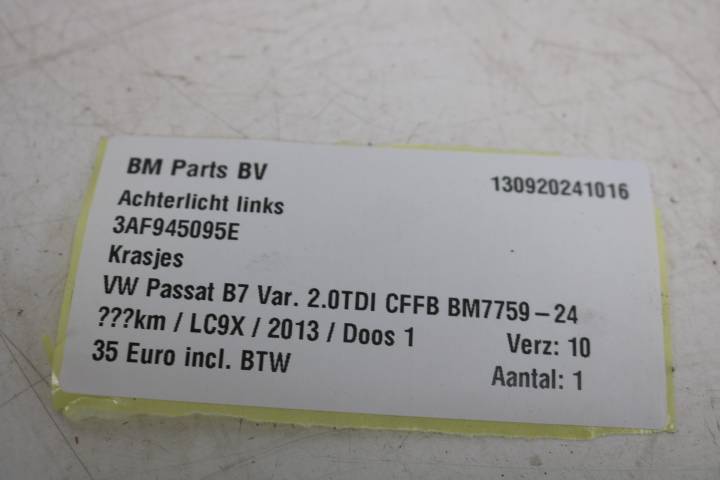 BM Parts BV
130920241016
Achterlicht links
3AF945095E
Krasjes
VW Passat B7 Var. 2.0TDI CFFB BM7759-24
???km / LC9X / 2013 / Doos 1
Verz: 10
35 Euro incl. BTW
Aantal: 1